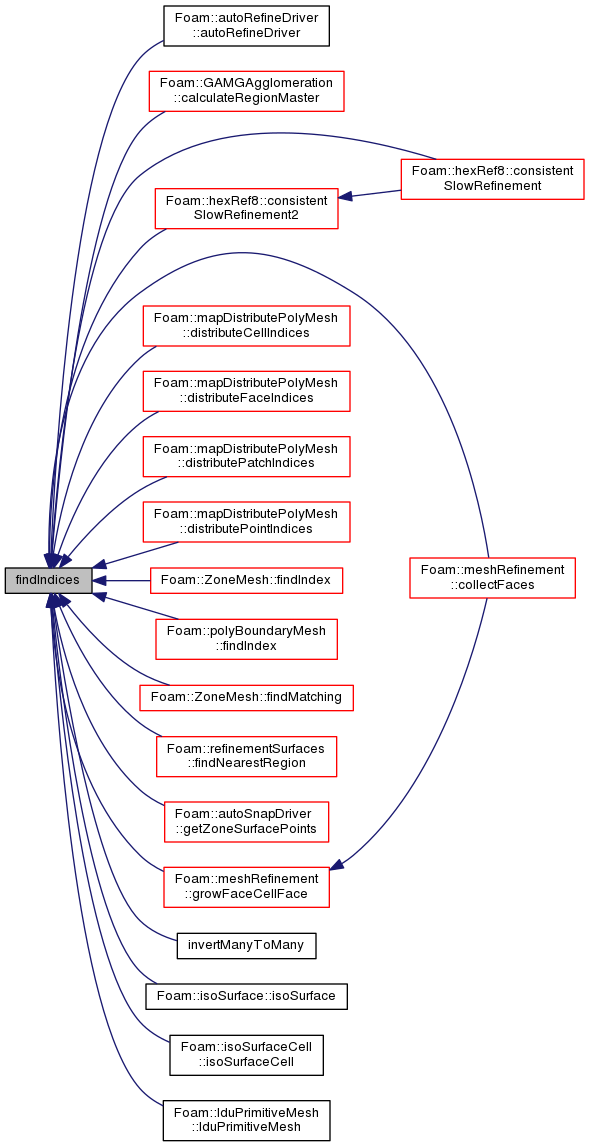 Foam::autoRefineDriver
::autoRefineDriver
Foam::GAMGAgglomeration
::calculateRegionMaster
Foam::hexRef8::consistent
SlowRefinement
Foam::hexRef8::consistent
SlowRefinement2
Foam::mapDistributePolyMesh
::distributeCellIndices
Foam::mapDistributePolyMesh
::distributeFaceIndices
Foam::mapDistributePolyMesh
::distributePatchIndices
Foam::mapDistributePolyMesh
::distributePointIndices
findIndices
Foam::ZoneMesh::findIndex
Foam::meshRefinement
::collectFaces
Foam::polyBoundaryMesh
::findIndex
Foam::ZoneMesh::findMatching
Foam::refinementSurfaces
::findNearestRegion
Foam::autoSnapDriver
::getZoneSurfacePoints
Foam::meshRefinement
::growFaceCellFace
invertManyToMany
Foam::isoSurface::isoSurface
Foam::isoSurfaceCell
::isoSurfaceCell
Foam::lduPrimitiveMesh
::lduPrimitiveMesh